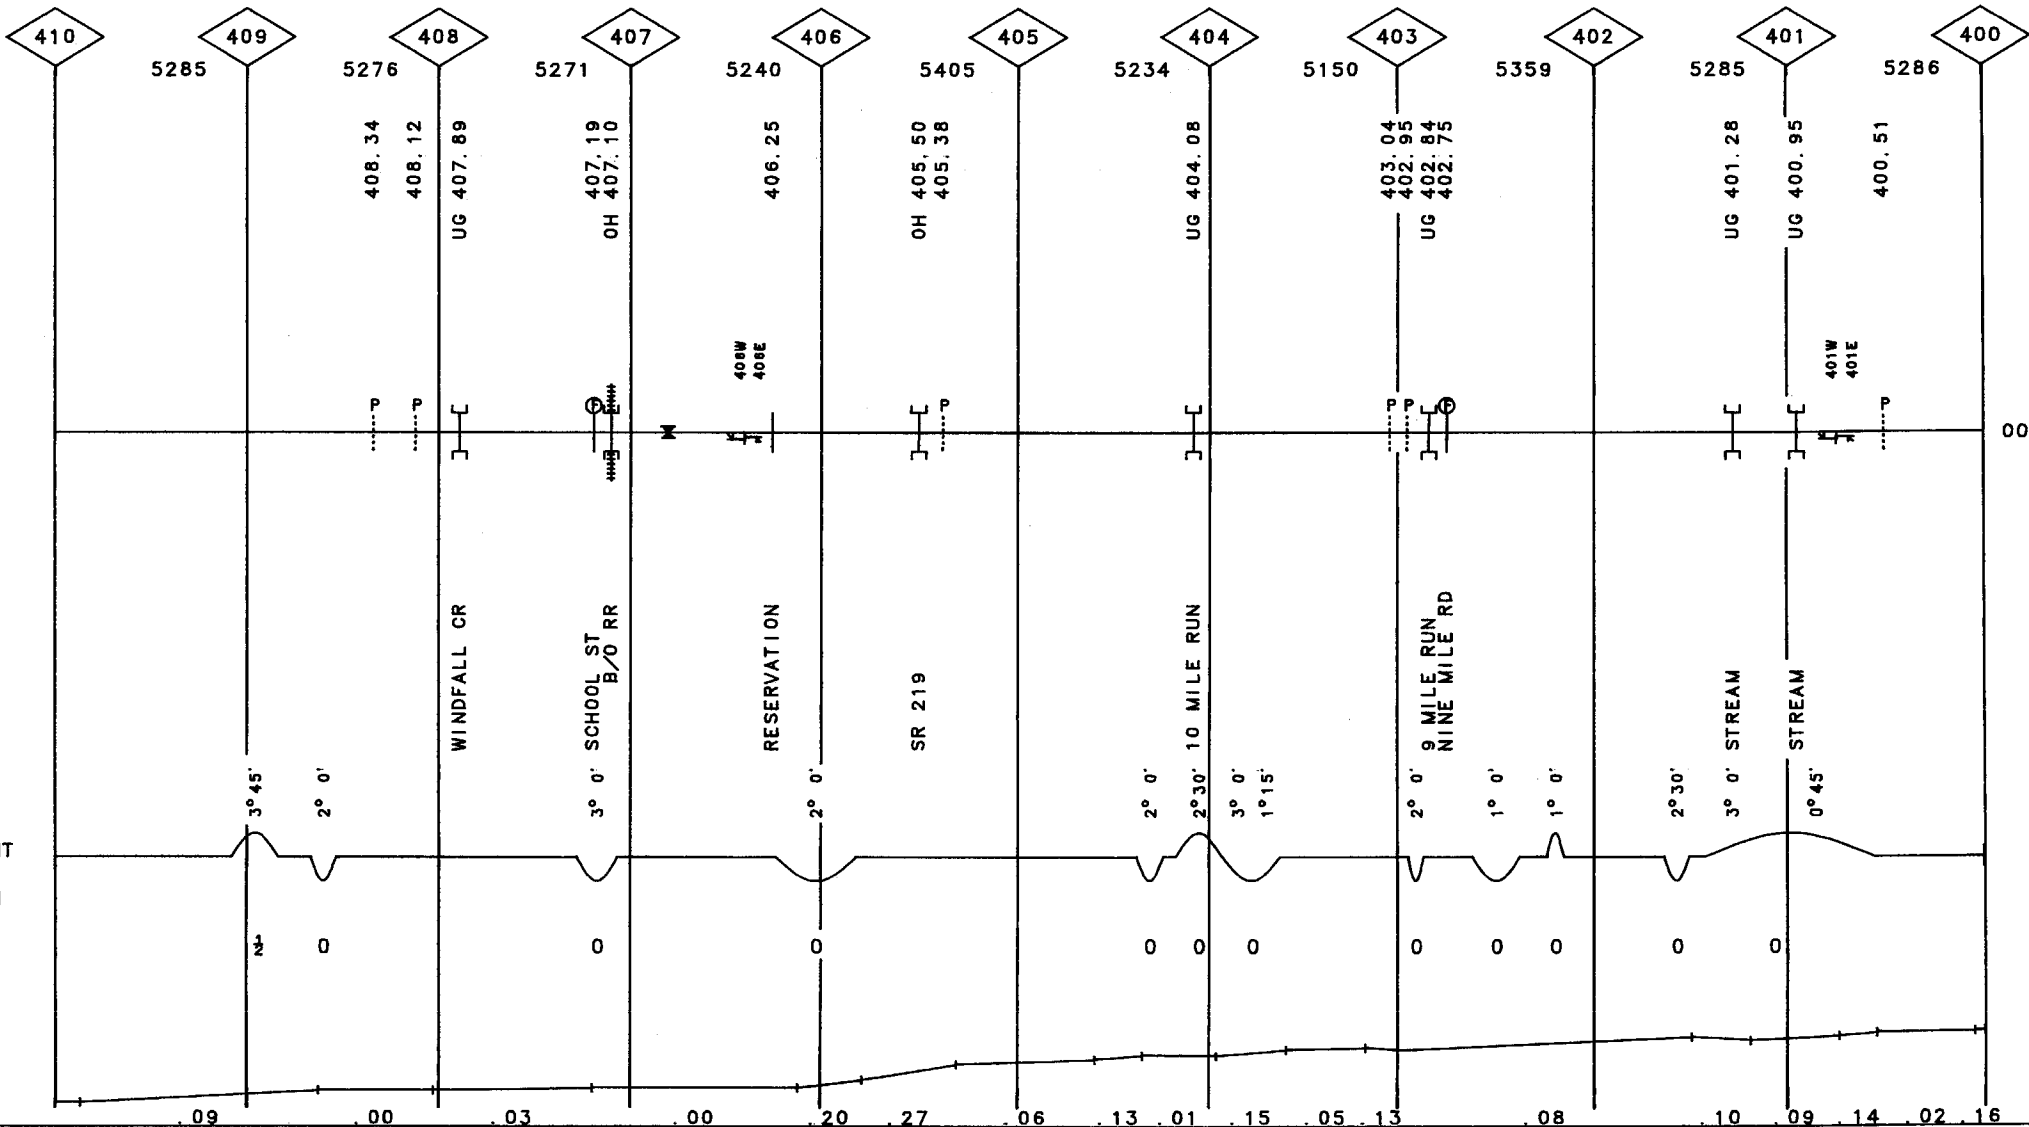 410 409 408 407 406 405 404 403 402 401 400
5285 5276 5271 5240 5405 5234 5150 5359 5285 5286
408.34
408.12
UG 407.89
407.19
OH 407.10
406.25
OH 405.50
405.38
UG 404.08
403.04
402.95
UG 402.84
402.75
UG 401.28
UG 400.95
400.51
406W
406E
401W
401E
P P F P P P F P
00
WINDFALL CR
SCHOOL ST
B/O RR
RESERVATION
SR 219
10 MILE RUN
9 MILE RUN
NINE MILE RD
STREAM
STREAM
3°45'
2° 0'
3° 0'
2° 0'
2° 0'
2°30'
3° 0'
1°15'
2° 0'
1° 0'
1° 0'
2°30'
3° 0'
0°45'
½ 0 0 0 0 0 0 0 0 0 0 0
.09 .00 .03 .00 .20 .27 .06 .13 .01 .15 .05 .13 .08 .10 .09 .14 .02 .16